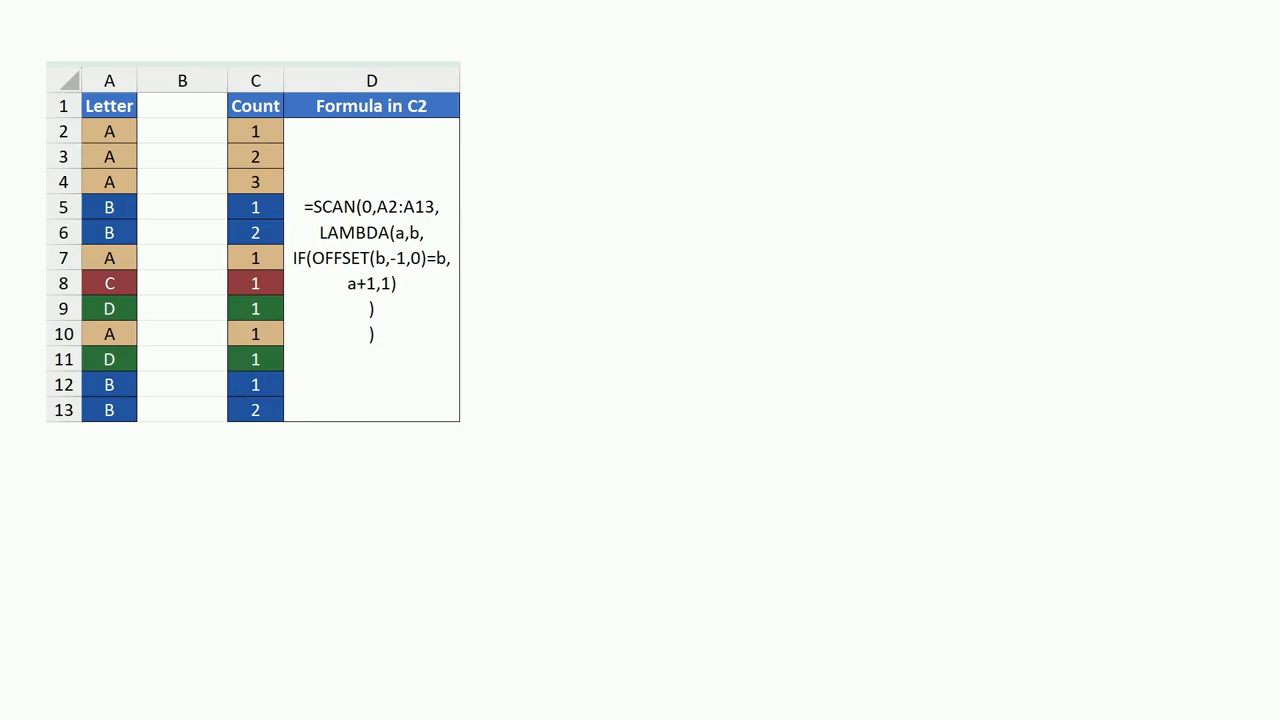 A B C D
1 Letter Count Formula in C2
2 A 1
3 A 2
4 A 3
5 B 1 =SCAN(0,A2:A13,
6 B 2 LAMBDA(a,b,
7 A 1 IF(OFFSET(b,-1,0)=b,
8 C 1 a+1,1)
9 D 1 )
10 A 1 )
11 D 1
12 B 1
13 B 2